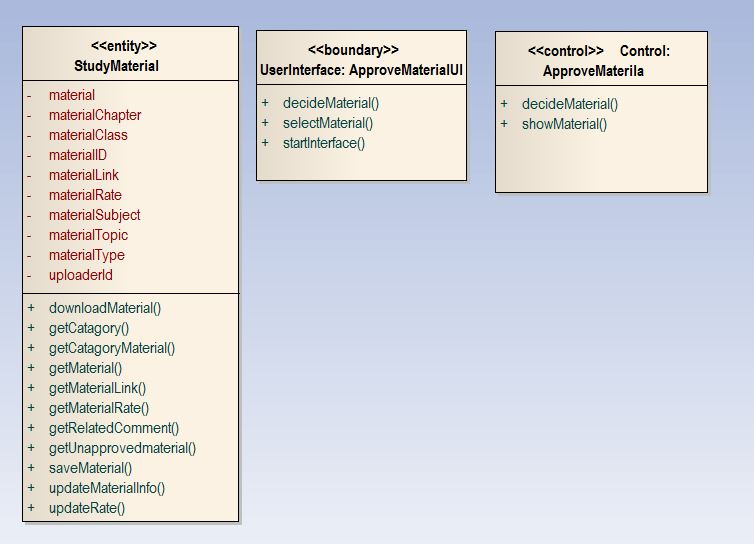 <<entity>>
StudyMaterial
- material
- materialChapter
- materialClass
- materialID
- materialLink
- materialRate
- materialSubject
- materialTopic
- materialType
- uploaderId
+ downloadMaterial()
+ getCatagory()
+ getCatagoryMaterial()
+ getMaterial()
+ getMaterialLink()
+ getMaterialRate()
+ getRelatedComment()
+ getUnapprovedmaterial()
+ saveMaterial()
+ updateMaterialInfo()
+ updateRate()
<<boundary>>
UserInterface: ApproveMaterialUI
+ decideMaterial()
+ selectMaterial()
+ startInterface()
<<control>> Control:
ApproveMaterila
+ decideMaterial()
+ showMaterial()